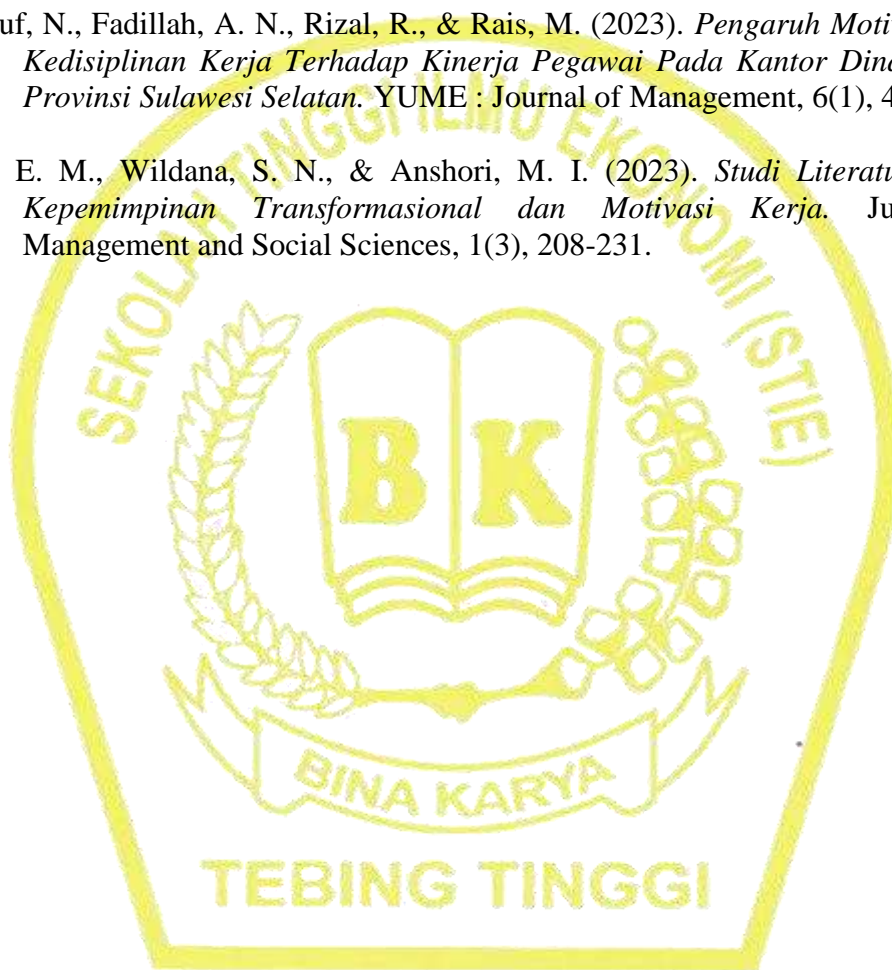 uf, N., Fadillah, A. N., Rizal, R., & Rais, M. (2023). Pengaruh Moti
Kedisiplinan Kerja Terhadap Kinerja Pegawai Pada Kantor Dina
Provinsi Sulawesi Selatan. YUME : Journal of Management, 6(1), 4
E. M., Wildana, S. N., & Anshori, M. I. (2023). Studi Literatu
Kepemimpinan Transformasional dan Motivasi Kerja. Ju
Management and Social Sciences, 1(3), 208-231.
SEKOLAH TINGGI ILMU EKONOMI (STIE)
B K
BINA KARYA
TEBING TINGGI